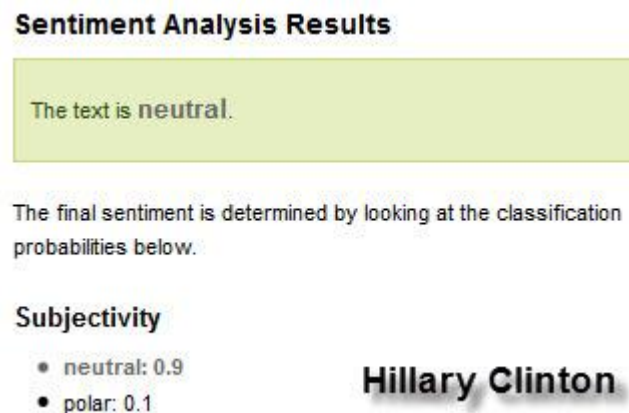 Sentiment Analysis Results
The text is neutral.
The final sentiment is determined by looking at the classification
probabilities below.
Subjectivity
• neutral: 0.9
• polar: 0.1
Hillary Clinton